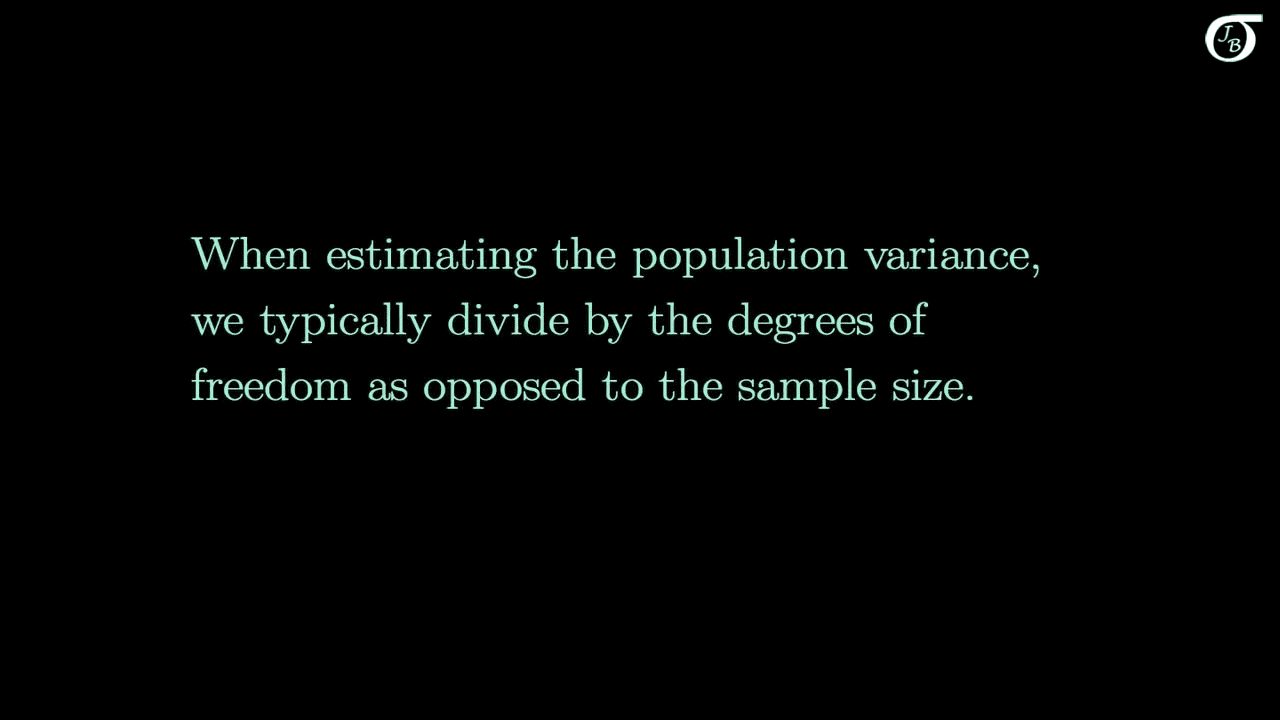 σ
J
B
When estimating the population variance,
we typically divide by the degrees of
freedom as opposed to the sample size.